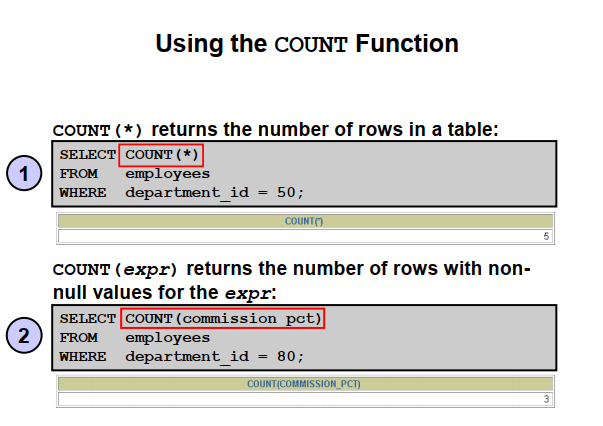 Using the COUNT Function
COUNT(*) returns the number of rows in a table:
1
SELECT COUNT(*)
FROM employees
WHERE department_id = 50;
COUNT(*)
5
COUNT(expr) returns the number of rows with non-
null values for the expr:
2
SELECT COUNT(commission_pct)
FROM employees
WHERE department_id = 80;
COUNT(COMMISSION_PCT)
3